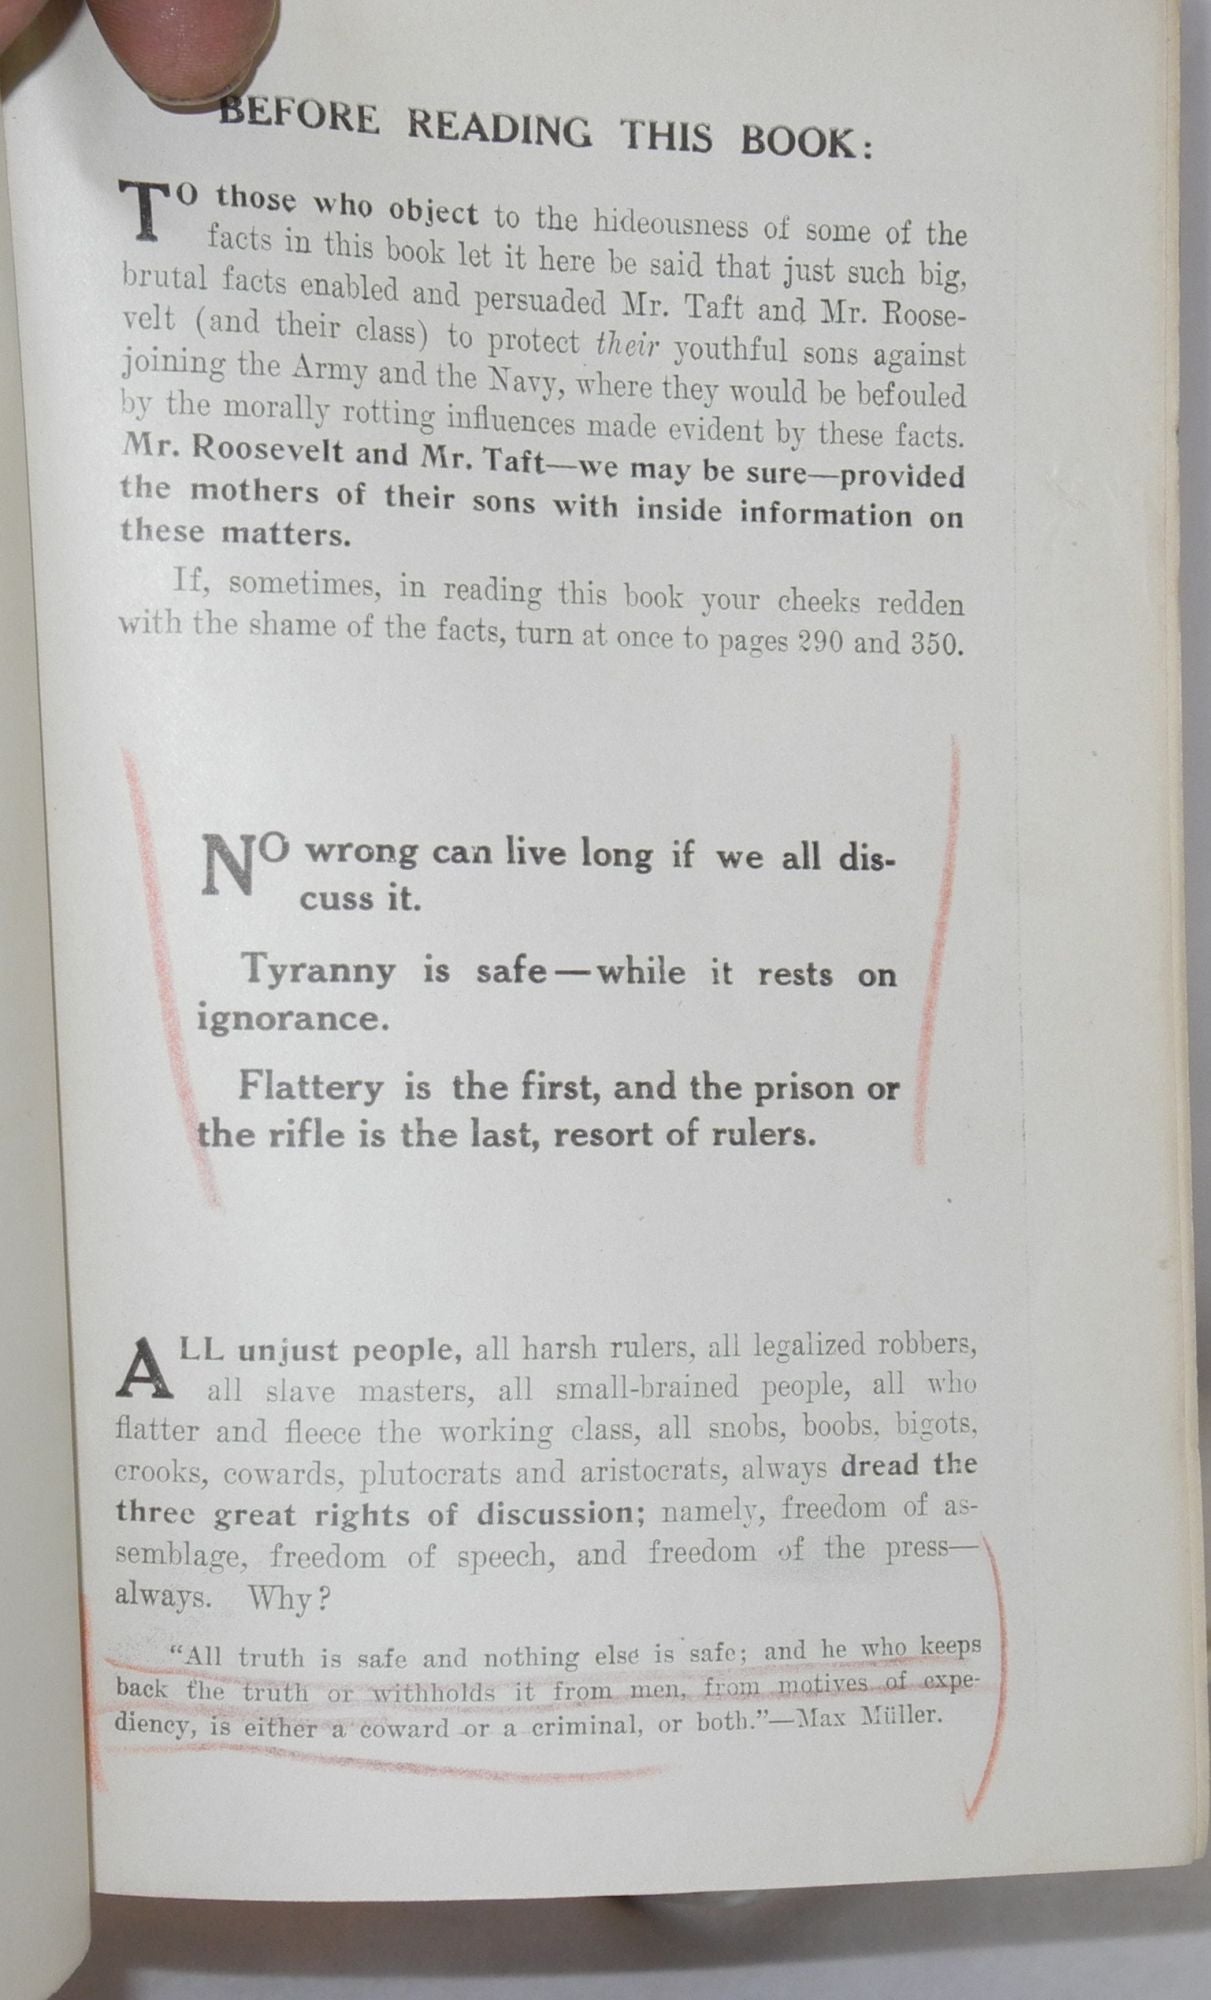 BEFORE READING THIS BOOK:
TO those who object to the hideousness of some of the
facts in this book let it here be said that just such big,
brutal facts enabled and persuaded Mr. Taft and Mr. Roose-
velt (and their class) to protect their youthful sons against
joining the Army and the Navy, where they would be befouled
by the morally rotting influences made evident by these facts.
Mr. Roosevelt and Mr. Taft—we may be sure—provided
the mothers of their sons with inside information on
these matters.
If, sometimes, in reading this book your cheeks redden
with the shame of the facts, turn at once to pages 290 and 350.
NO wrong can live long if we all dis-
cuss it.
Tyranny is safe—while it rests on
ignorance.
Flattery is the first, and the prison or
the rifle is the last, resort of rulers.
ALL unjust people, all harsh rulers, all legalized robbers,
all slave masters, all small-brained people, all who
flatter and fleece the working class, all snobs, boobs, bigots,
crooks, cowards, plutocrats and aristocrats, always dread the
three great rights of discussion; namely, freedom of as-
semblage, freedom of speech, and freedom of the press—
always. Why?
"All truth is safe and nothing else is safe; and he who keeps
back the truth or withholds it from men, from motives of expe-
diency, is either a coward or a criminal, or both."—Max Müller.